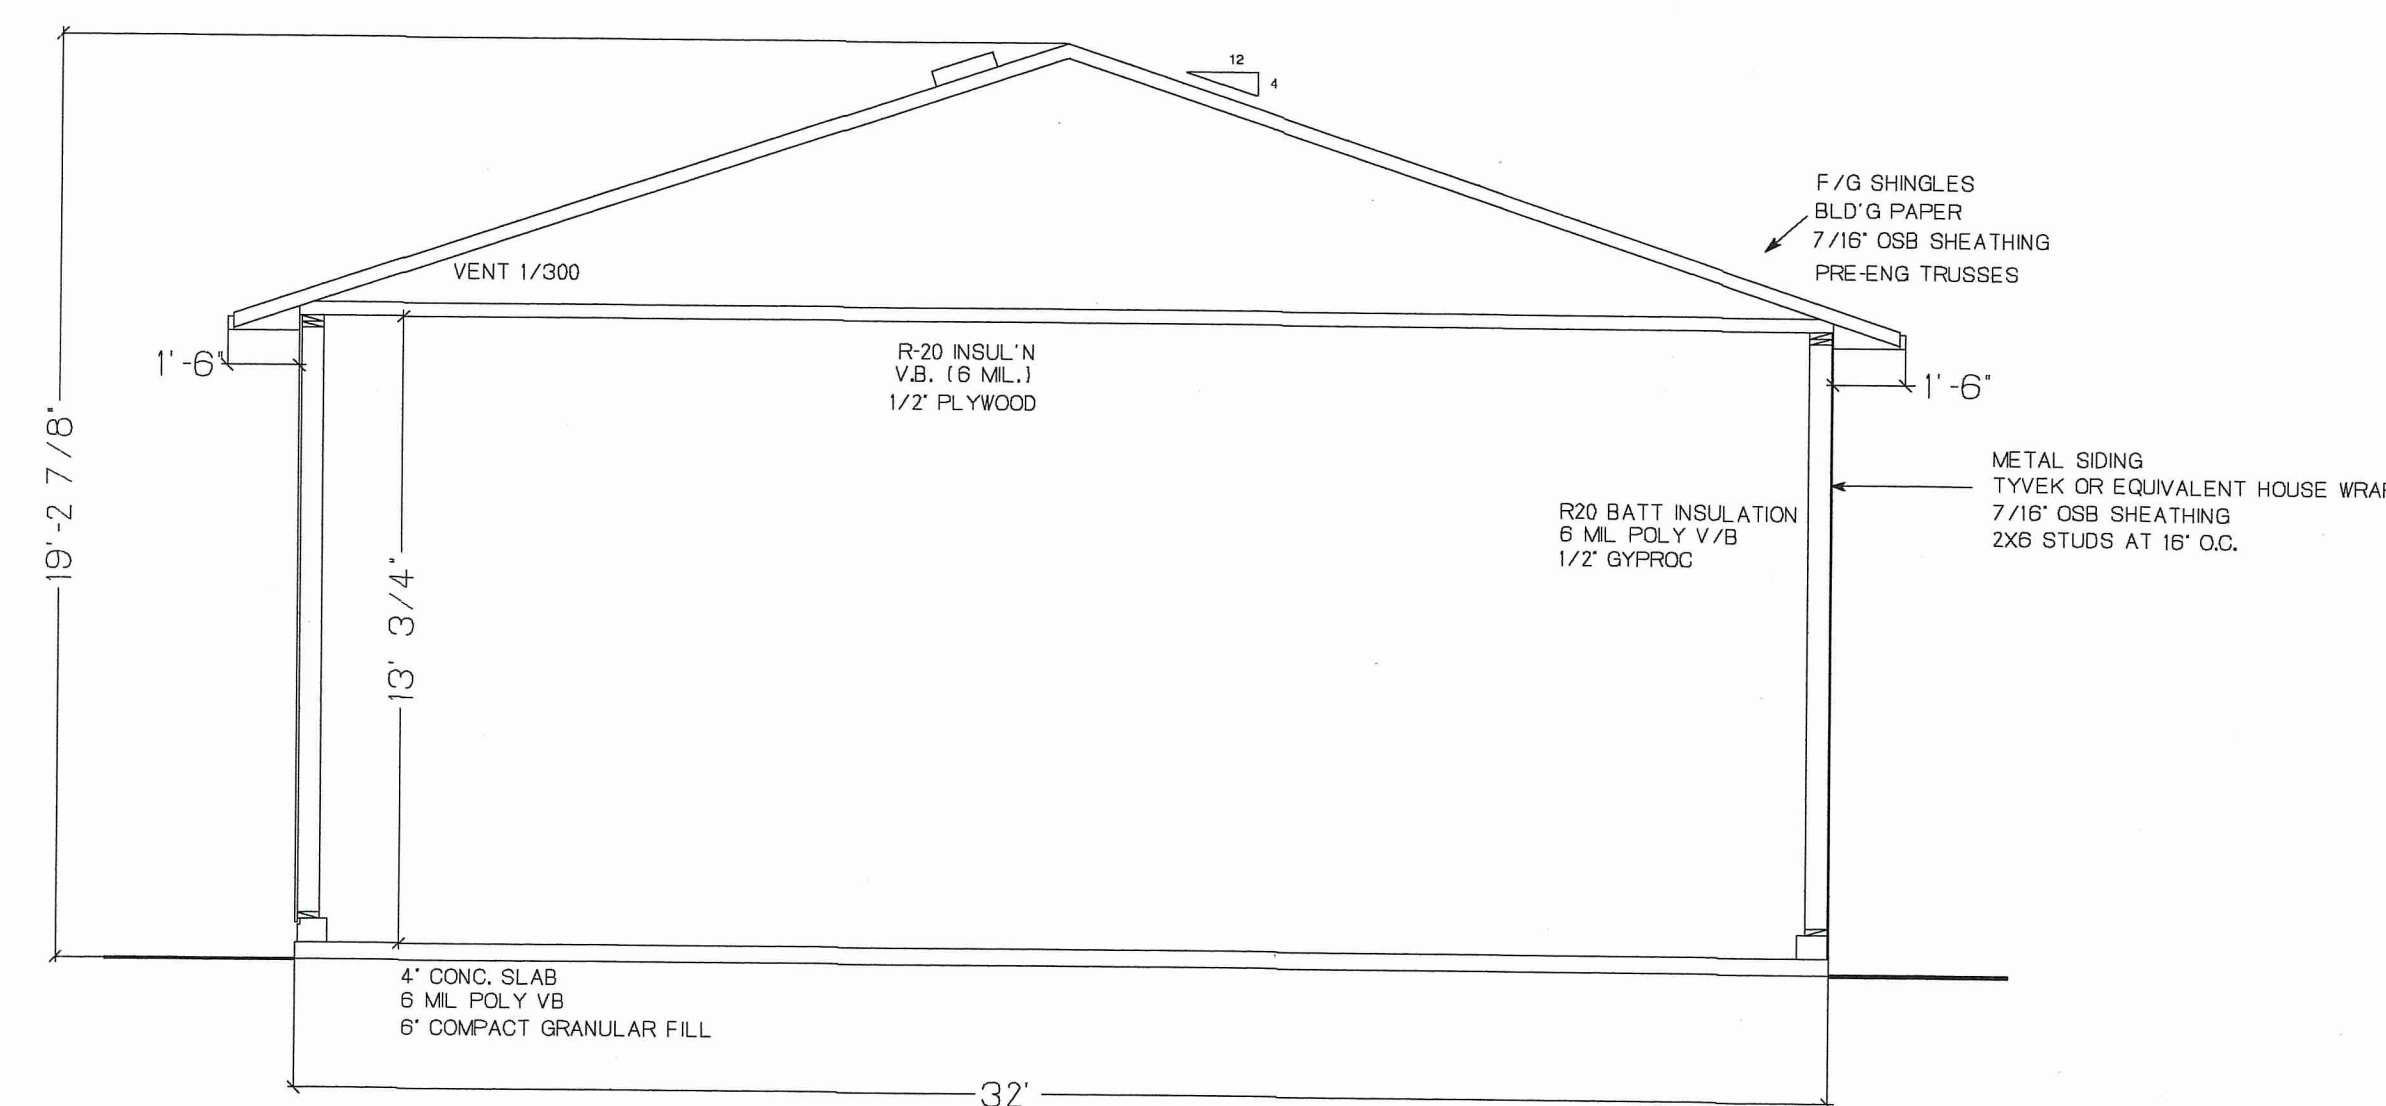 12
4
F/G SHINGLES
BLD'G PAPER
7/16" OSB SHEATHING
PRE-ENG TRUSSES
VENT 1/300
1'-6"
R-20 INSUL'N
V.B. (6 MIL.)
1/2" PLYWOOD
1'-6"
19'-2 7/8"
13' 3/4"
METAL SIDING
TYVEK OR EQUIVALENT HOUSE
7/16" OSB SHEATHING
2X6 STUDS AT 16" O.C.
R20 BATT INSULATION
6 MIL POLY V/B
1/2" GYPROC
4" CONC. SLAB
6 MIL POLY VB
6" COMPACT GRANULAR FILL
32'